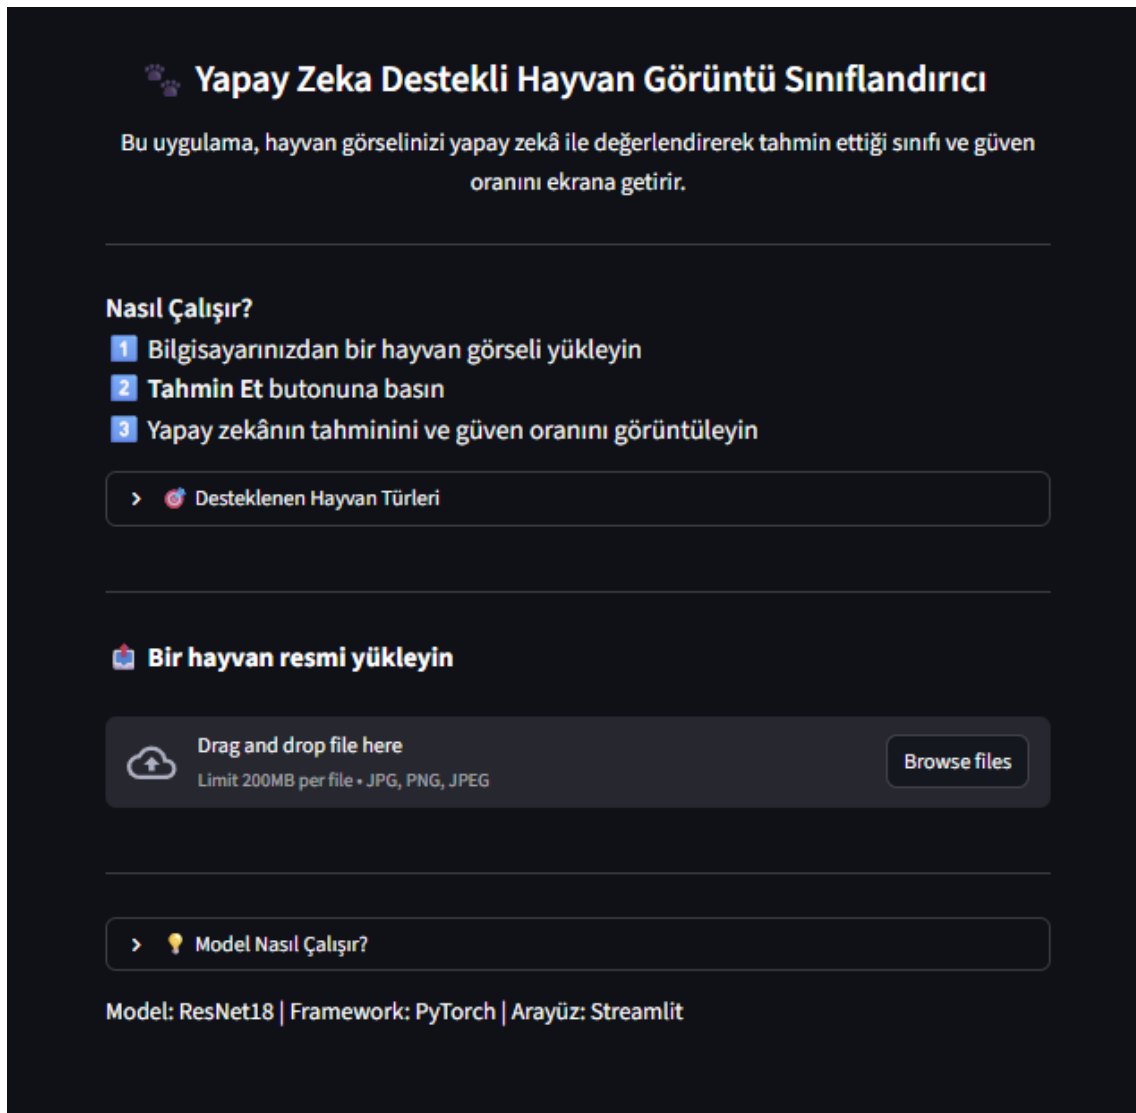 🐾 Yapay Zeka Destekli Hayvan Görüntü Sınıflandırıcı
Bu uygulama, hayvan görselinizi yapay zekâ ile değerlendirerek tahmin ettiği sınıfı ve güven
oranını ekrana getirir.
Nasıl Çalışır?
1️⃣ Bilgisayarınızdan bir hayvan görseli yükleyin
2️⃣ Tahmin Et butonuna basın
3️⃣ Yapay zekânın tahminini ve güven oranını görüntüleyin
🎯 Desteklenen Hayvan Türleri
📤 Bir hayvan resmi yükleyin
Drag and drop file here
Limit 200MB per file • JPG, PNG, JPEG
Browse files
💡 Model Nasıl Çalışır?
Model: ResNet18 | Framework: PyTorch | Arayüz: Streamlit